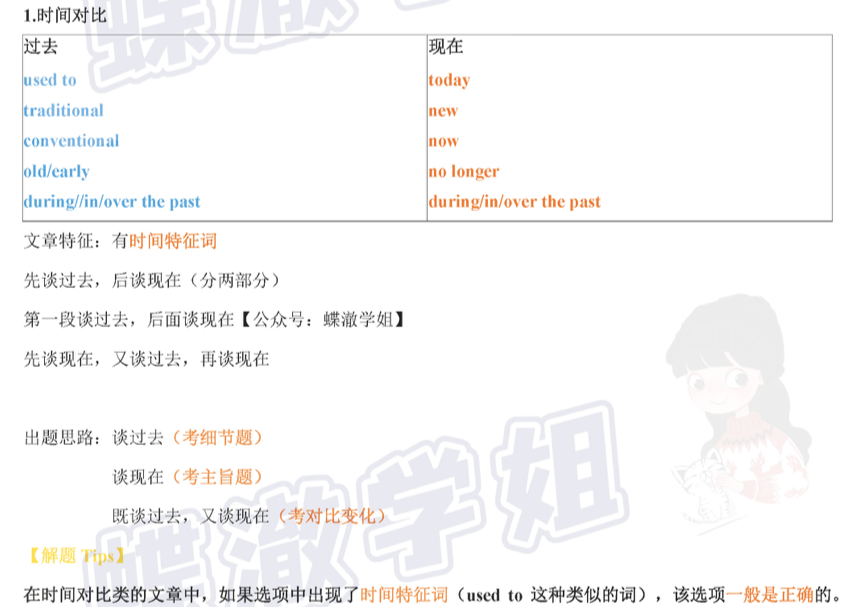 1.时间对比
过去
used to
traditional
conventional
old/early
during//in/over the past
现在
today
new
now
no longer
during/in/over the past
文章特征：有时间特征词
先谈过去，后谈现在（分两部分）
第一段谈过去，后面谈现在【公众号：蝶澈学姐】
先谈现在，又谈过去，再谈现在
出题思路：谈过去（考细节题）
谈现在（考主旨题）
既谈过去，又谈现在（考对比变化）
【解题 Tips】
在时间对比类的文章中，如果选项中出现了时间特征词（used to 这种类似的词），该选项一般是正确的。
蝶澈
蝶澈学姐